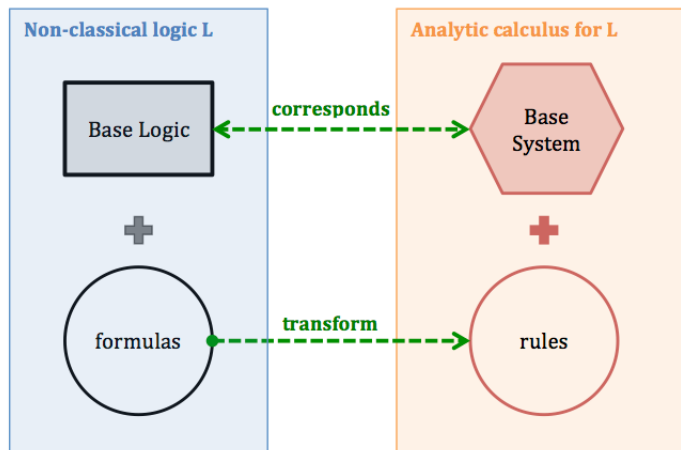 Non-classical logic L
Analytic calculus for L
corresponds
Base Logic
Base
System
transform
formulas
rules